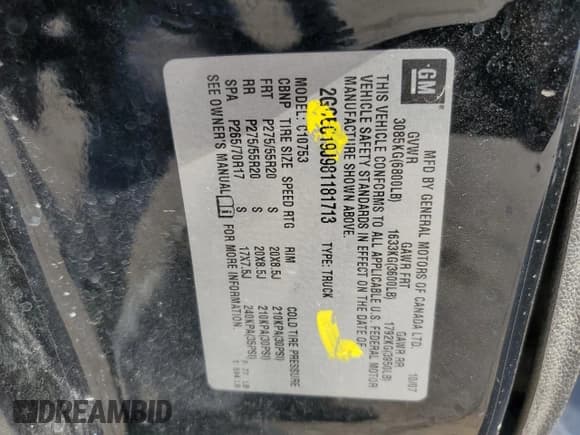 GM
MFD BY GENERAL MOTORS OF CANADA LTD.
10/07
GVWR GAWR FRT GAWR RR
3085KG(6800LB) 1633KG(3600LB) 1792KG(3950LB)
THIS VEHICLE CONFORMS TO ALL APPLICABLE U.S. FEDERAL MOTOR
VEHICLE SAFETY STANDARDS IN EFFECT ON THE DATE OF
MANUFACTURE SHOWN ABOVE.
981181713 TYPE: TRUCK
MODEL: C10753
CBNP TIRE SIZE SPEED RTG RIM COLD TIRE PRESSURE
FRT P275/55R20 S 20X8.5J 210KPA(30PSI)
RR P275/55R20 S 20X8.5J 210KPA(30PSI)
SPA P265/70R17 S 17X7.5J 240KPA(35PSI)
SEE OWNER'S MANUAL FOR MORE INFORMATION.
DREAMBID